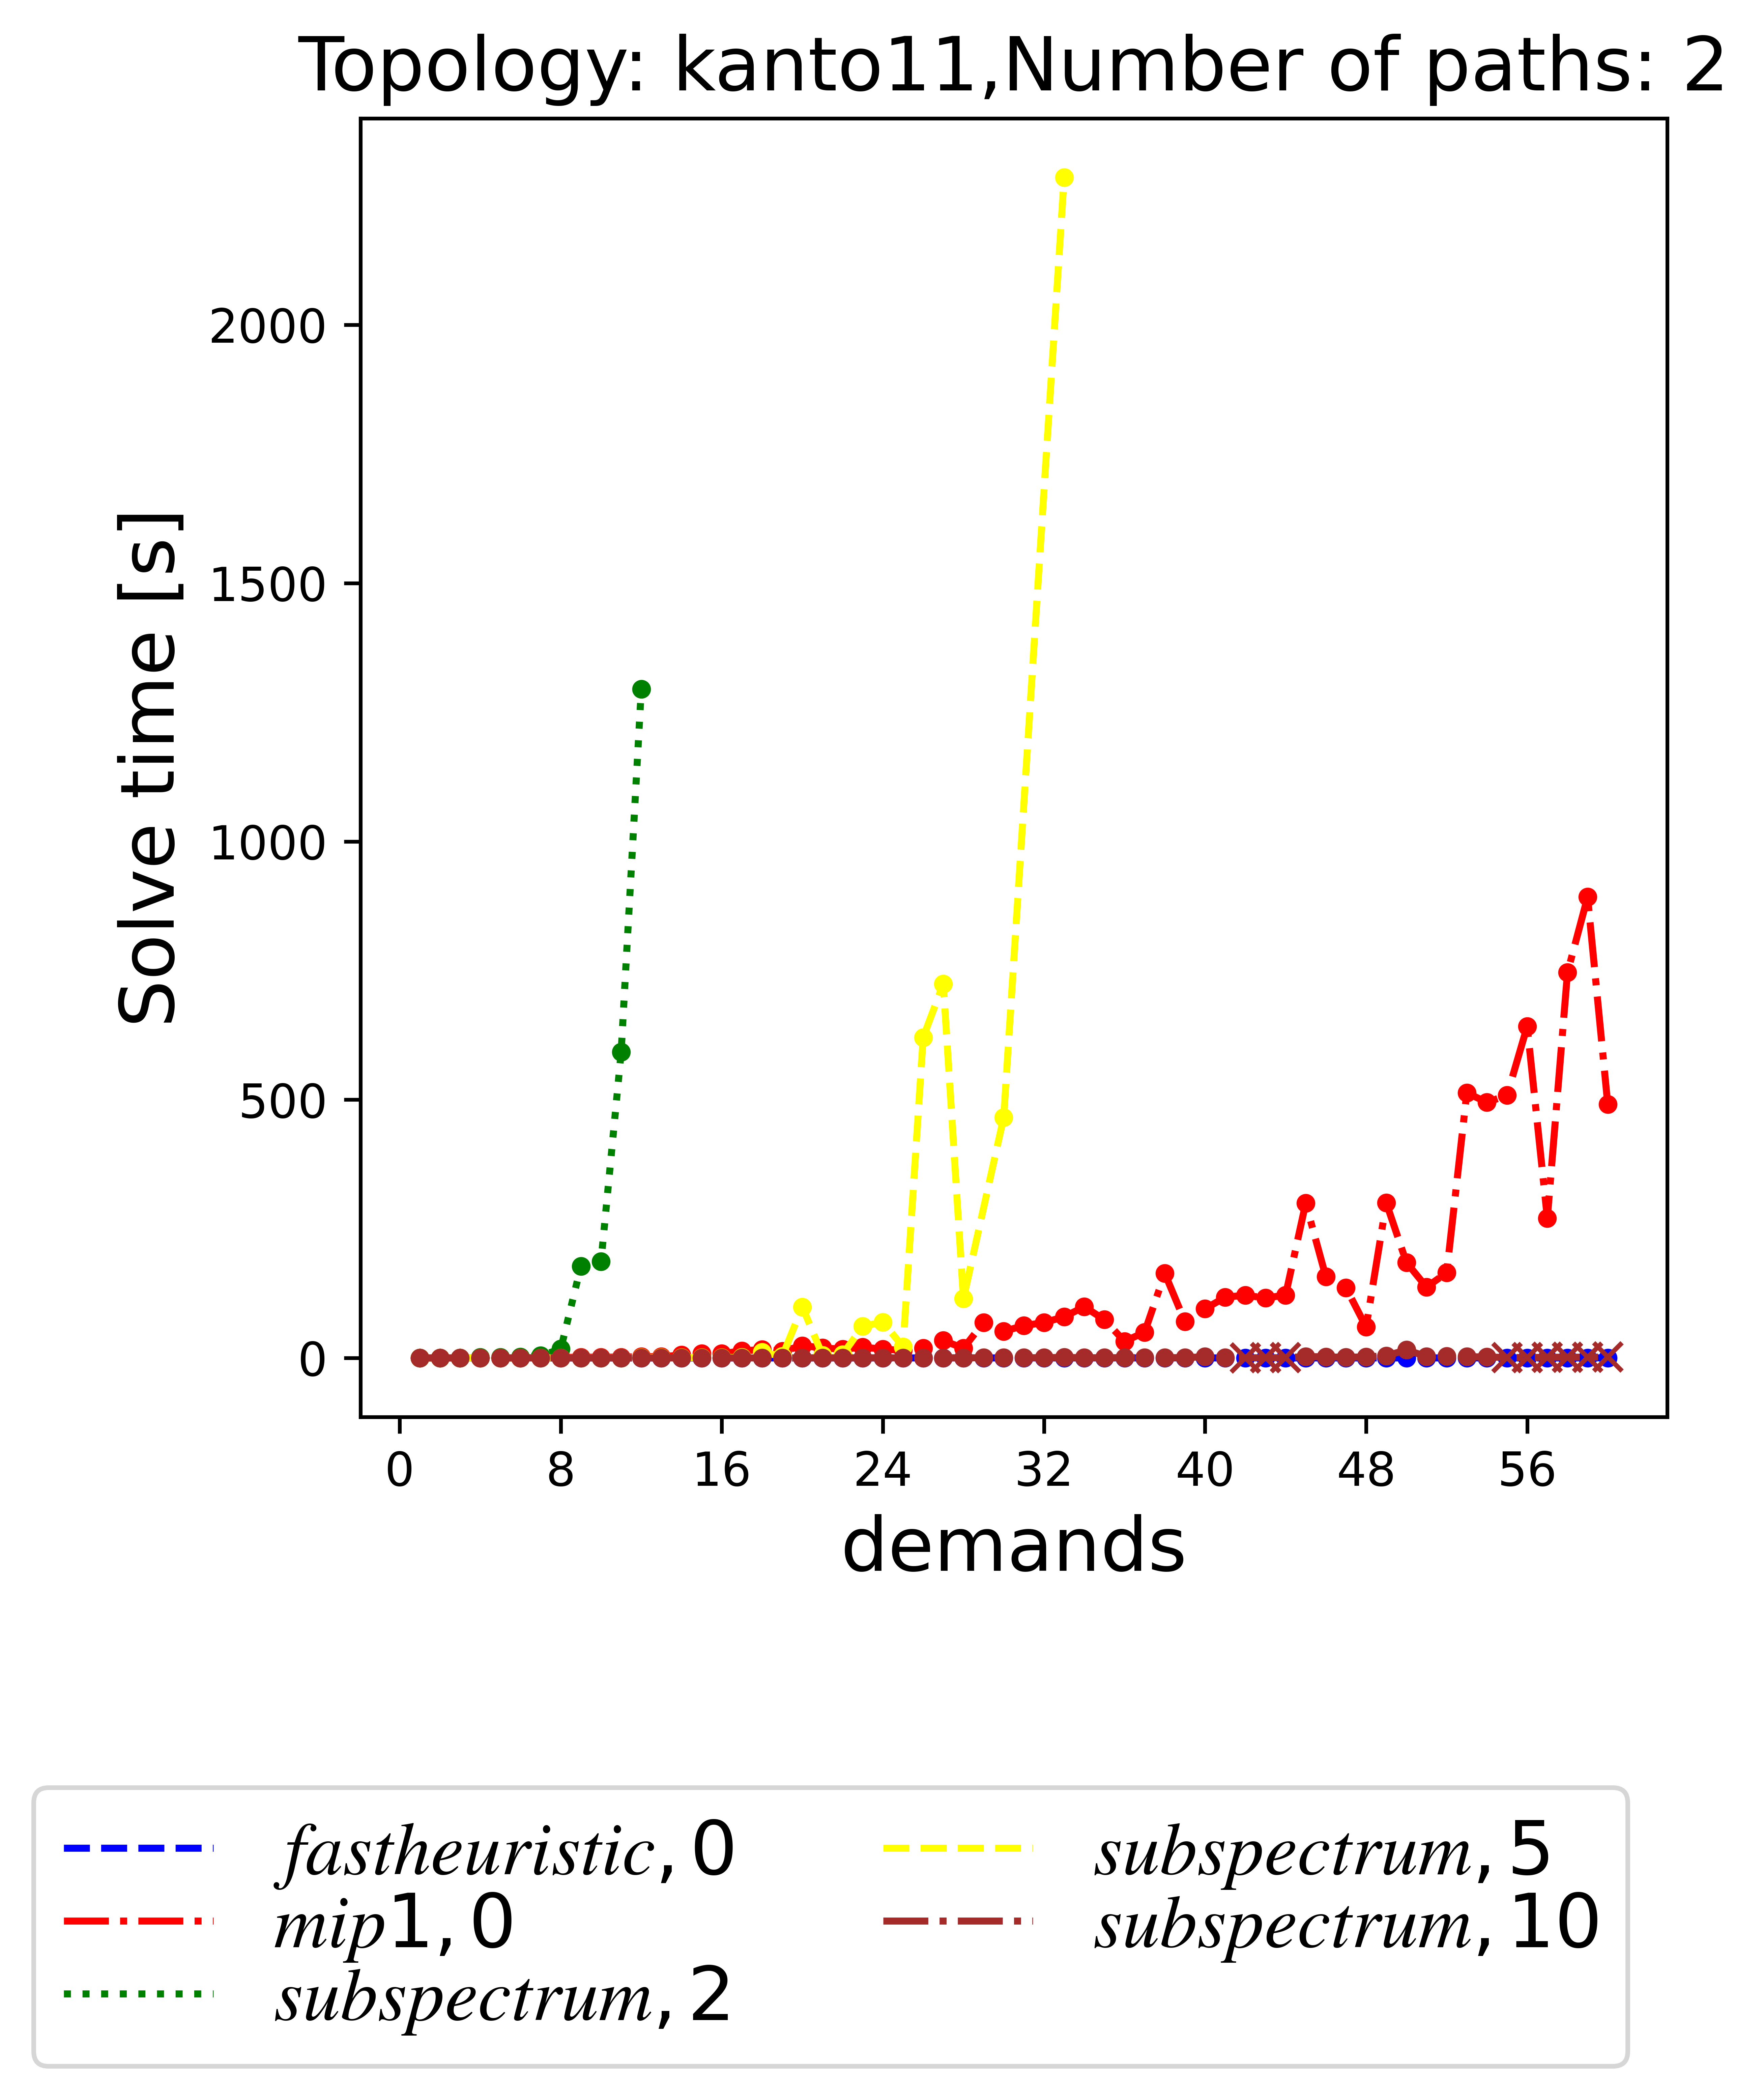 Topology: kanto11,Number of paths: 2
Solve time [s]
2000
1500
1000
500
0
0 8 16 24 32 40 48 56
demands
fastheuristic, 0
mip1, 0
subspectrum, 2
subspectrum, 5
subspectrum, 10